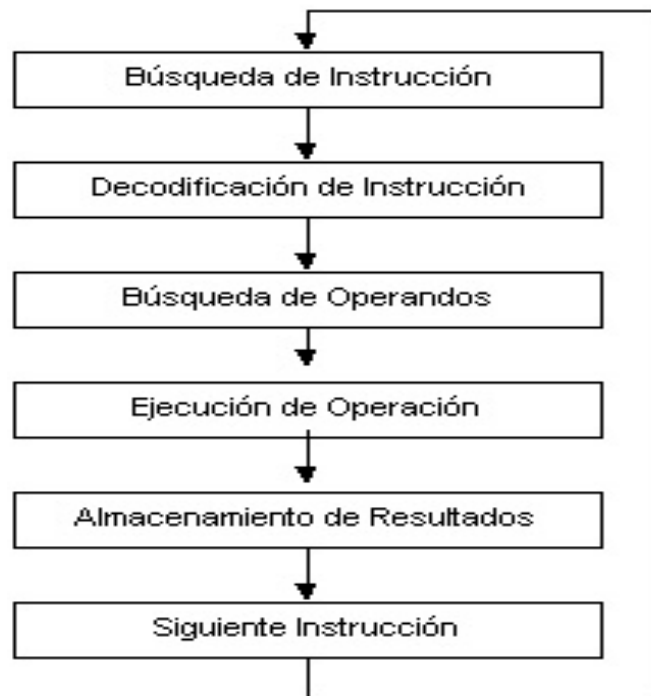 Búsqueda de Instrucción
Decodificación de Instrucción
Búsqueda de Operandos
Ejecución de Operación
Almacenamiento de Resultados
Siguiente Instrucción